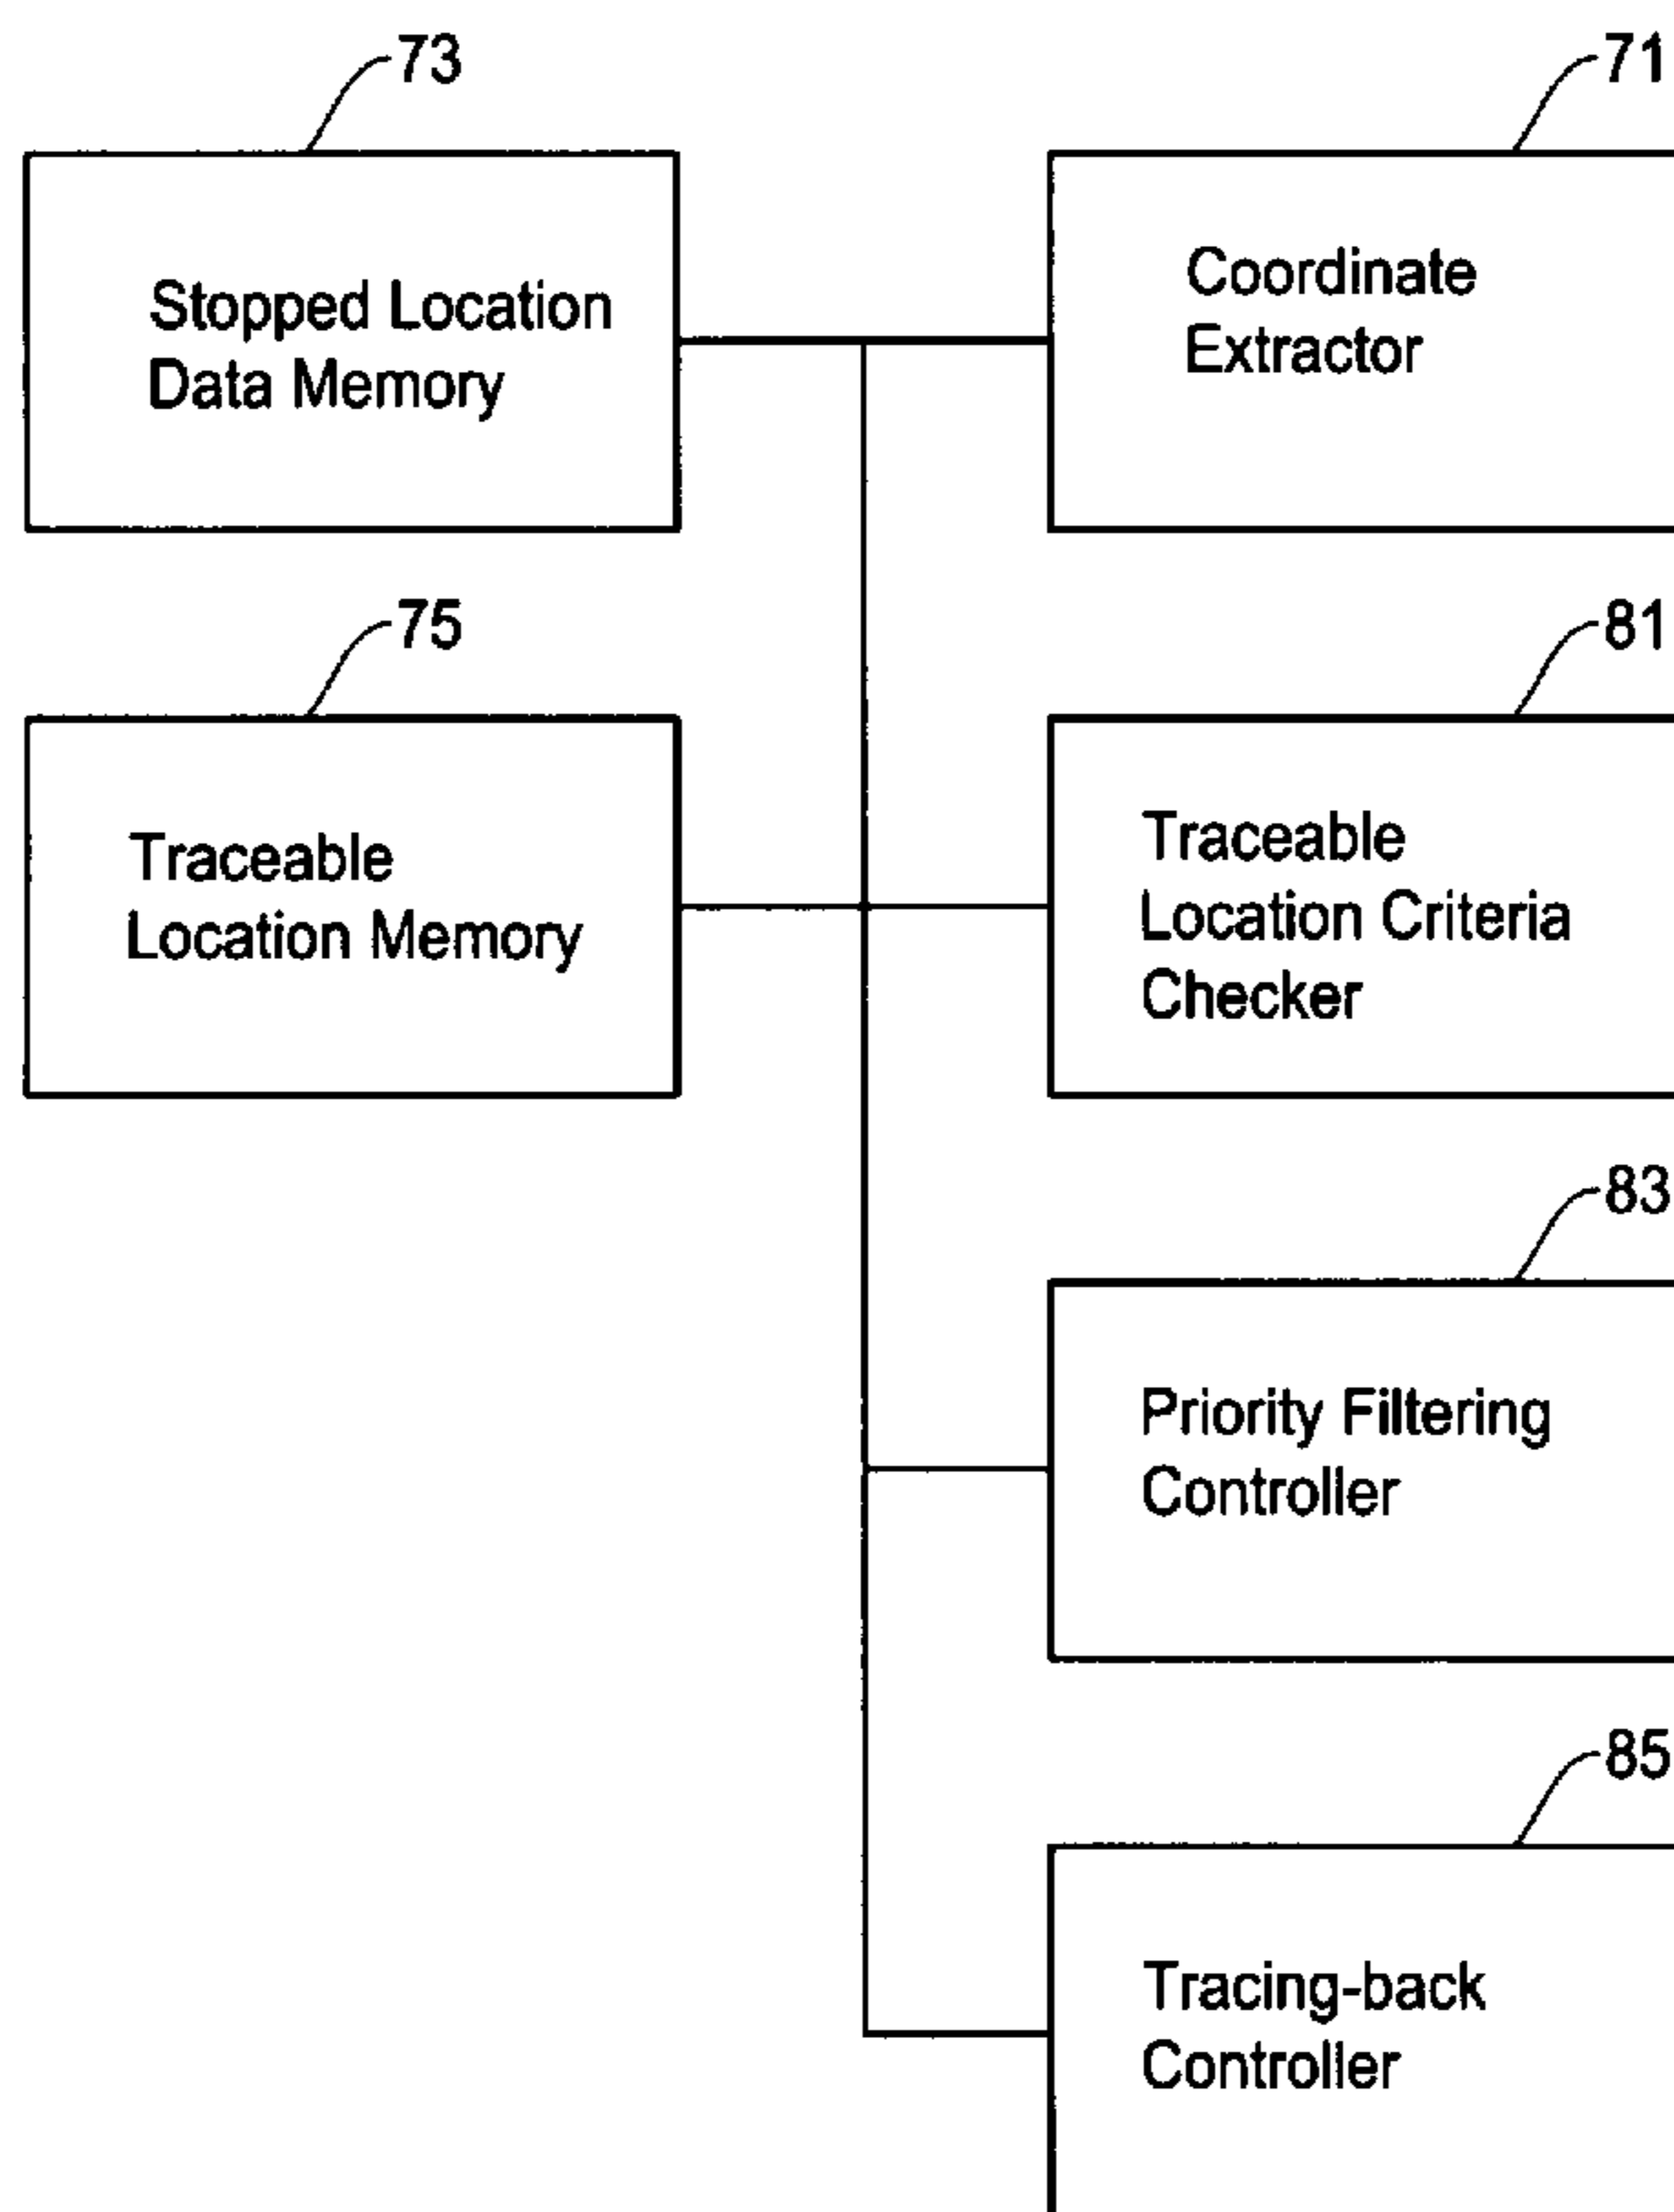 73
71
Stopped Location
Data Memory
Coordinate
Extractor
75
81
Traceable
Location Memory
Traceable
Location Criteria
Checker
83
Priority Filtering
Controller
85
Tracing-back
Controller